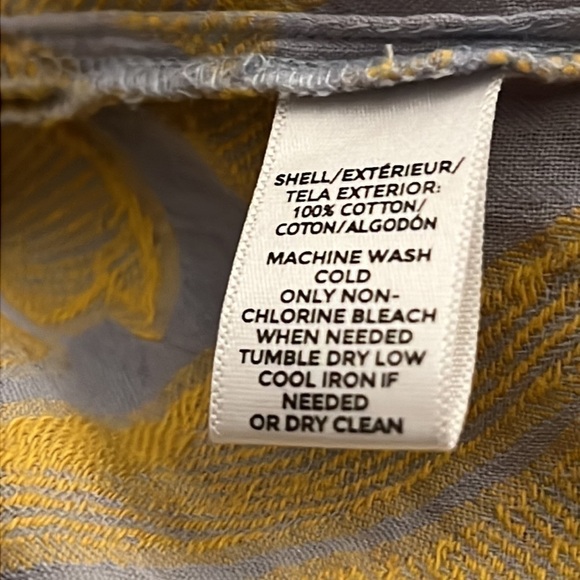 SHELL/EXTÉRIEUR/
TELA EXTERIOR:
100% COTTON/
COTON/ALGODÓN
MACHINE WASH
COLD
ONLY NON-
CHLORINE BLEACH
WHEN NEEDED
TUMBLE DRY LOW
COOL IRON IF
NEEDED
OR DRY CLEAN